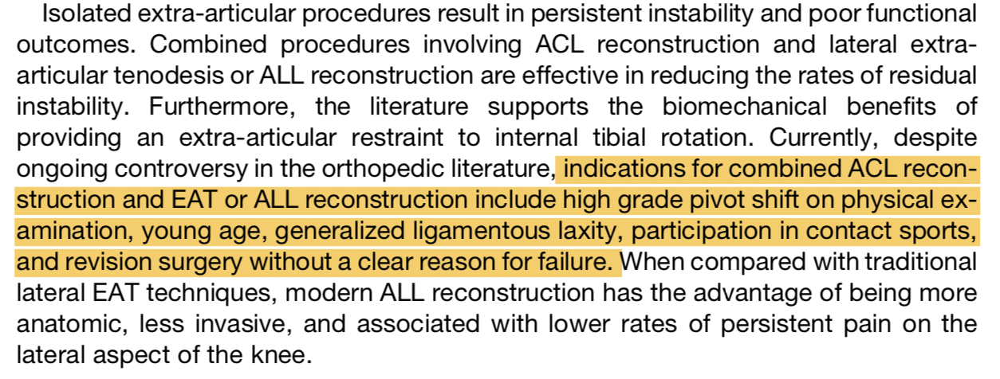 Isolated extra-articular procedures result in persistent instability and poor functional
outcomes. Combined procedures involving ACL reconstruction and lateral extra-
articular tenodesis or ALL reconstruction are effective in reducing the rates of residual
instability. Furthermore, the literature supports the biomechanical benefits of
providing an extra-articular restraint to internal tibial rotation. Currently, despite
ongoing controversy in the orthopedic literature, indications for combined ACL recon-
struction and EAT or ALL reconstruction include high grade pivot shift on physical ex-
amination, young age, generalized ligamentous laxity, participation in contact sports,
and revision surgery without a clear reason for failure. When compared with traditional
lateral EAT techniques, modern ALL reconstruction has the advantage of being more
anatomic, less invasive, and associated with lower rates of persistent pain on the
lateral aspect of the knee.